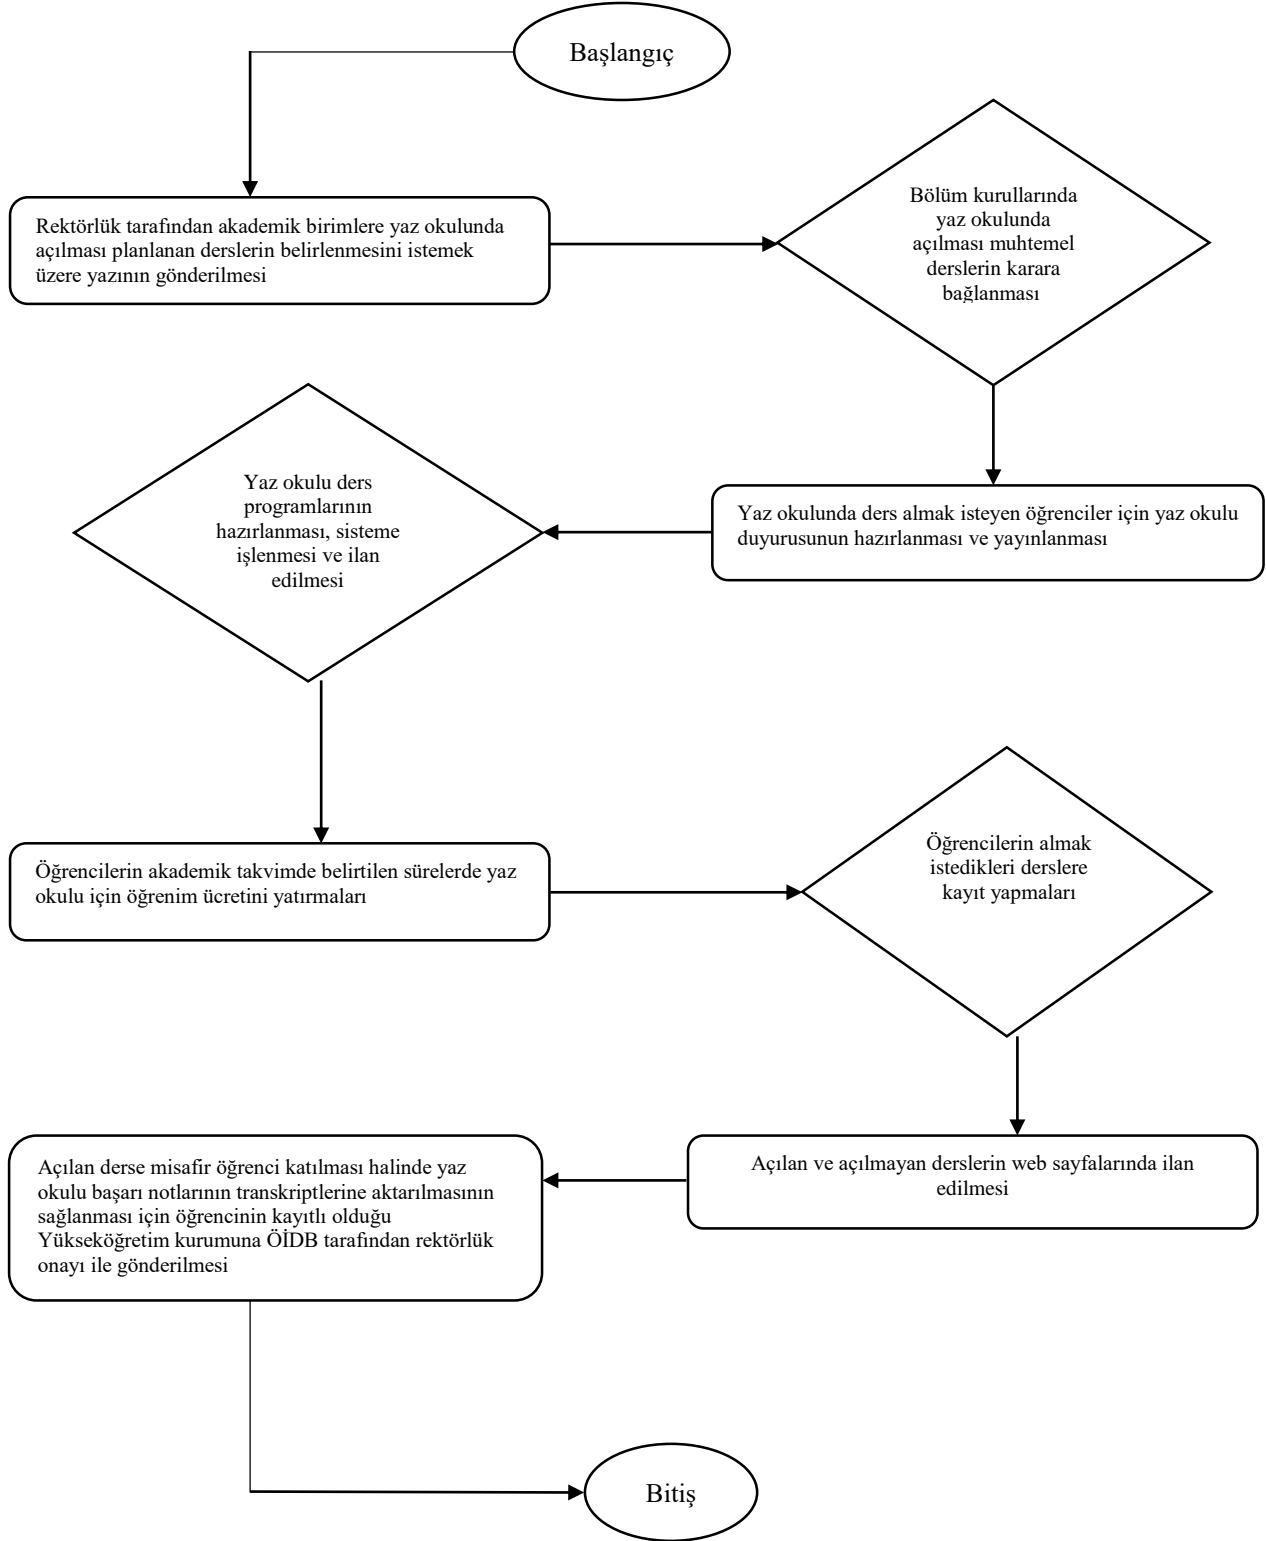 Başlangıç
Rektörlük tarafından akademik birimlere yaz okulunda
açılması planlanan derslerin belirlenmesini istemek
üzere yazının gönderilmesi
Bölüm kurullarında
yaz okulunda
açılması muhtemel
derslerin karara
bağlanması
Yaz okulunda ders almak isteyen öğrenciler için yaz okulu
duyurusunun hazırlanması ve yayınlanması
Yaz okulu ders
programlarının
hazırlanması, sisteme
işlenmesi ve ilan
edilmesi
Öğrencilerin akademik takvimde belirtilen sürelerde yaz
okulu için öğrenim ücretini yatırmaları
Öğrencilerin almak
istedikleri derslere
kayıt yapmaları
Açılan ve açılmayan derslerin web sayfalarında ilan
edilmesi
Açılan derse misafir öğrenci katılması halinde yaz
okulu başarı notlarının transkriptlerine aktarılmasının
sağlanması için öğrencinin kayıtlı olduğu
Yükseköğretim kurumuna ÖİDB tarafından rektörlük
onayı ile gönderilmesi
Bitiş